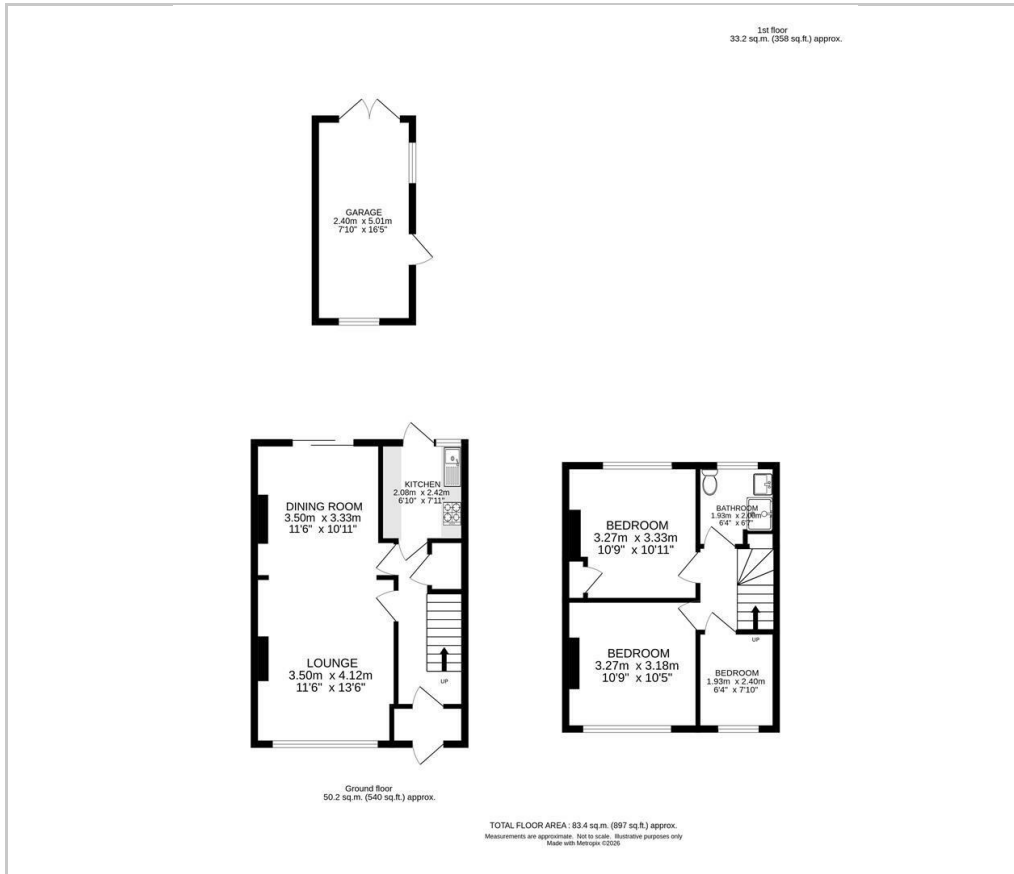 1st floor
33.2 sq.m. (358 sq.ft.) approx.
GARAGE
2.40m x 5.01m
7'10" x 16'5"
KITCHEN
2.08m x 2.42m
6'10" x 7'11"
DINING ROOM
3.50m x 3.33m
11'6" x 10'11"
LOUNGE
3.50m x 4.12m
11'6" x 13'6"
UP
BATHROOM
1.93m x 2.00m
6'4" x 6'7"
BEDROOM
3.27m x 3.33m
10'9" x 10'11"
BEDROOM
3.27m x 3.18m
10'9" x 10'5"
UP
BEDROOM
1.93m x 2.40m
6'4" x 7'10"
Ground floor
50.2 sq.m. (540 sq.ft.) approx.
TOTAL FLOOR AREA : 83.4 sq.m. (897 sq.ft.) approx.
Measurements are approximate. Not to scale. Illustrative purposes only
Made with Metropix ©2026